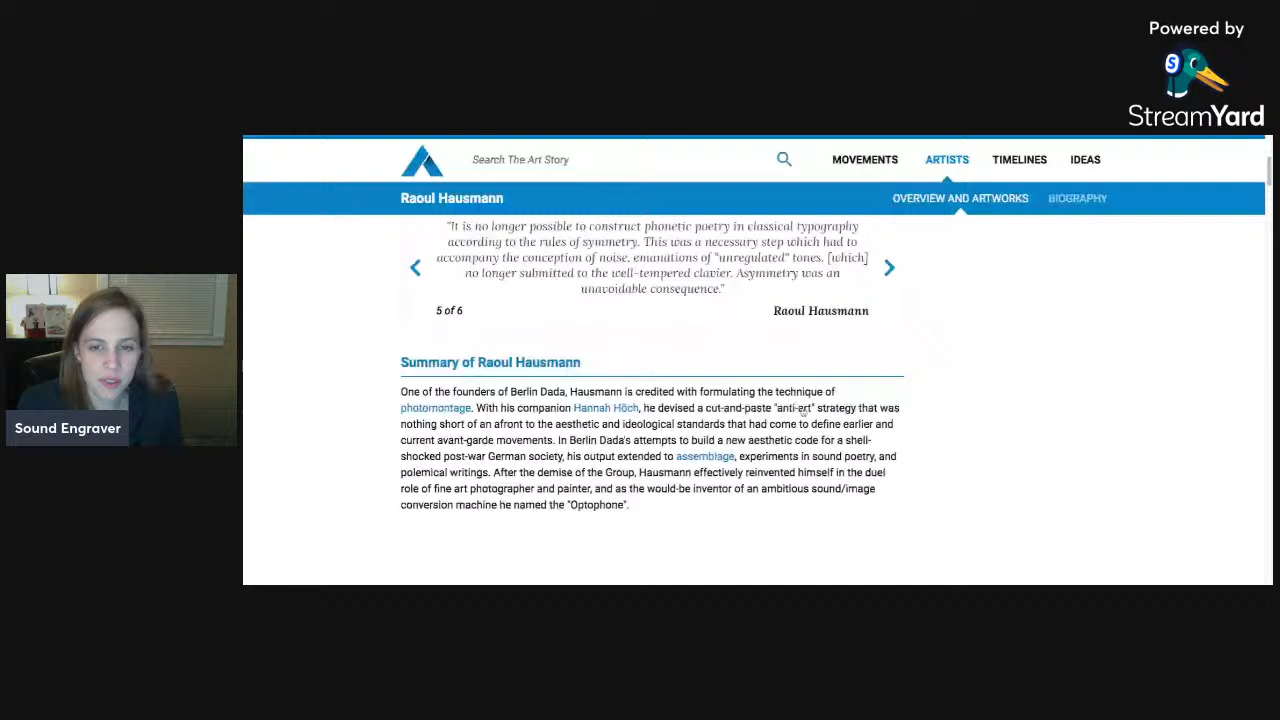 Powered by
S
StreamYard
Search The Art Story
MOVEMENTS
ARTISTS
TIMELINES
IDEAS
Raoul Hausmann
OVERVIEW AND ARTWORKS
BIOGRAPHY
"It is no longer possible to construct phonetic poetry in classical typography
according to the rules of symmetry. This was a necessary step which had to
accompany the conception of noise, emanations of "unregulated" tones. [which]
no longer submitted to the well-tempered clavier. Asymmetry was an
unavoidable consequence."
5 of 6
Raoul Hausmann
Summary of Raoul Hausmann
One of the founders of Berlin Dada, Hausmann is credited with formulating the technique of
photomontage. With his companion Hannah Höch, he devised a cut-and-paste "anti-art" strategy that was
nothing short of an afront to the aesthetic and ideological standards that had come to define earlier and
current avant-garde movements. In Berlin Dada's attempts to build a new aesthetic code for a shell-
shocked post-war German society, his output extended to assemblage, experiments in sound poetry, and
polemical writings. After the demise of the Group, Hausmann effectively reinvented himself in the duel
role of fine art photographer and painter, and as the would-be inventor of an ambitious sound/image
conversion machine he named the "Optophone".
Sound Engraver